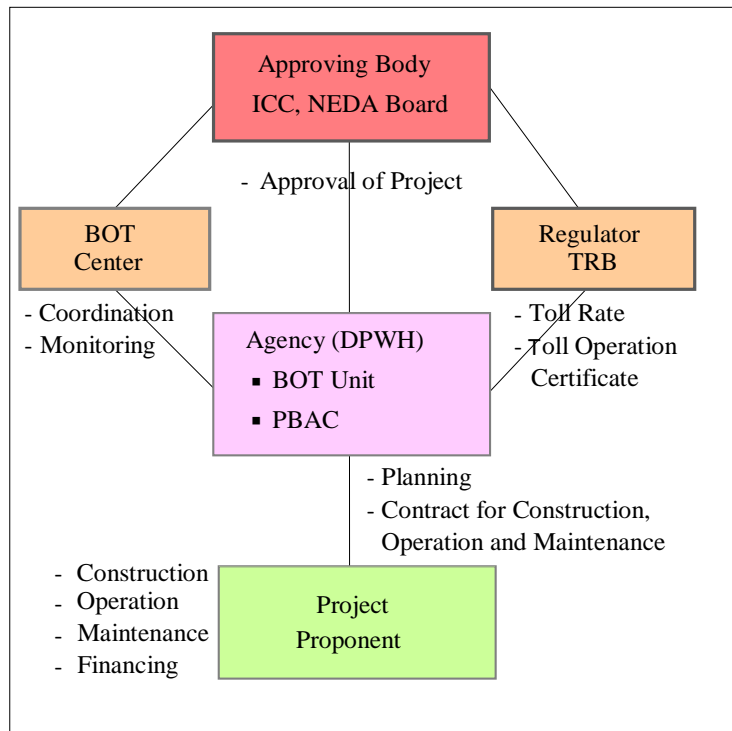 Approving Body
ICC, NEDA Board
- Approval of Project
BOT
Center
Regulator
TRB
- Coordination
- Monitoring
- Toll Rate
- Toll Operation
Certificate
Agency (DPWH)
▪ BOT Unit
▪ PBAC
- Planning
- Contract for Construction,
Operation and Maintenance
- Construction
- Operation
- Maintenance
- Financing
Project
Proponent